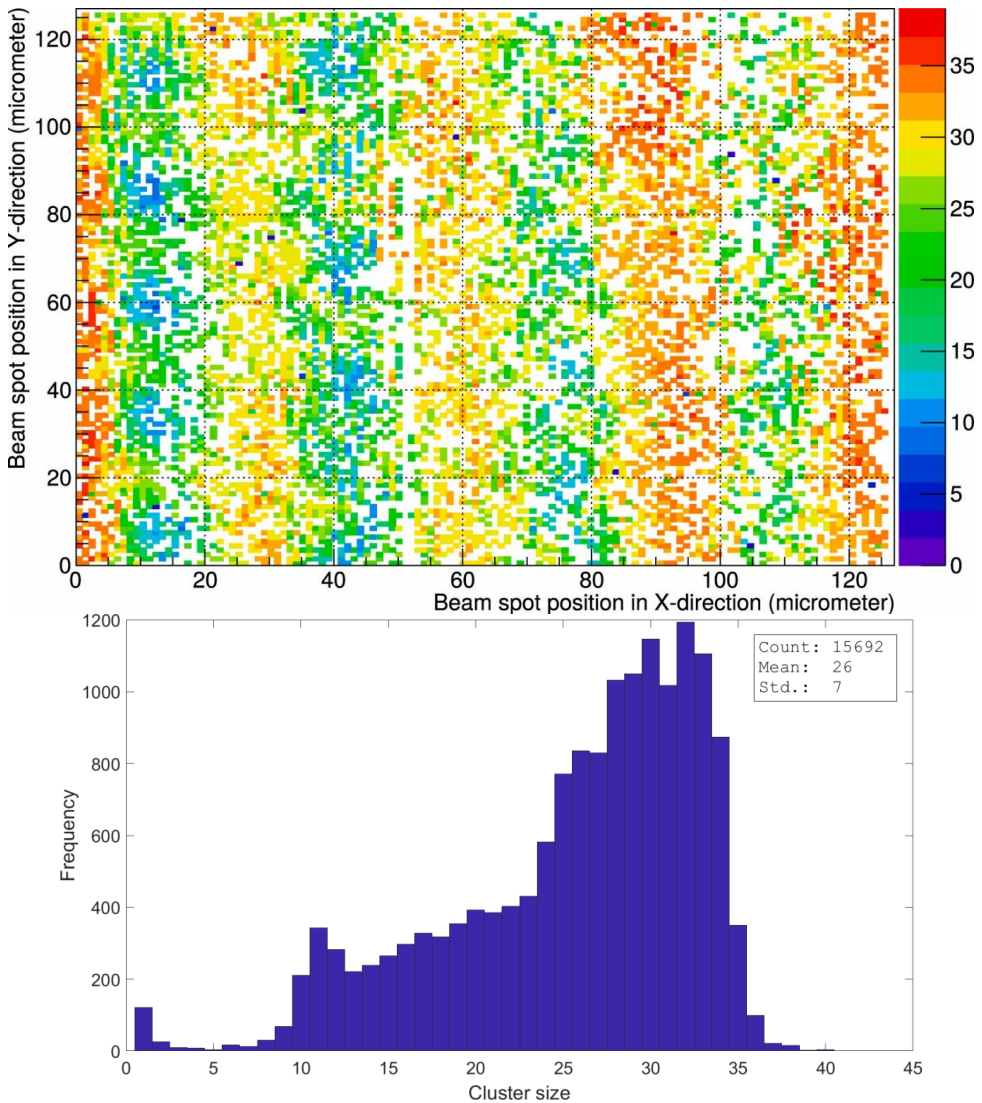 Beam spot position in Y-direction (micrometer)
120
100
80
60
40
20
0
0 20 40 60 80 100 120
Beam spot position in X-direction (micrometer)
35
30
25
20
15
10
5
0
1200
1000
800
600
400
200
0
Frequency
Count: 15692
Mean: 26
Std.: 7
0 5 10 15 20 25 30 35 40 45
Cluster size